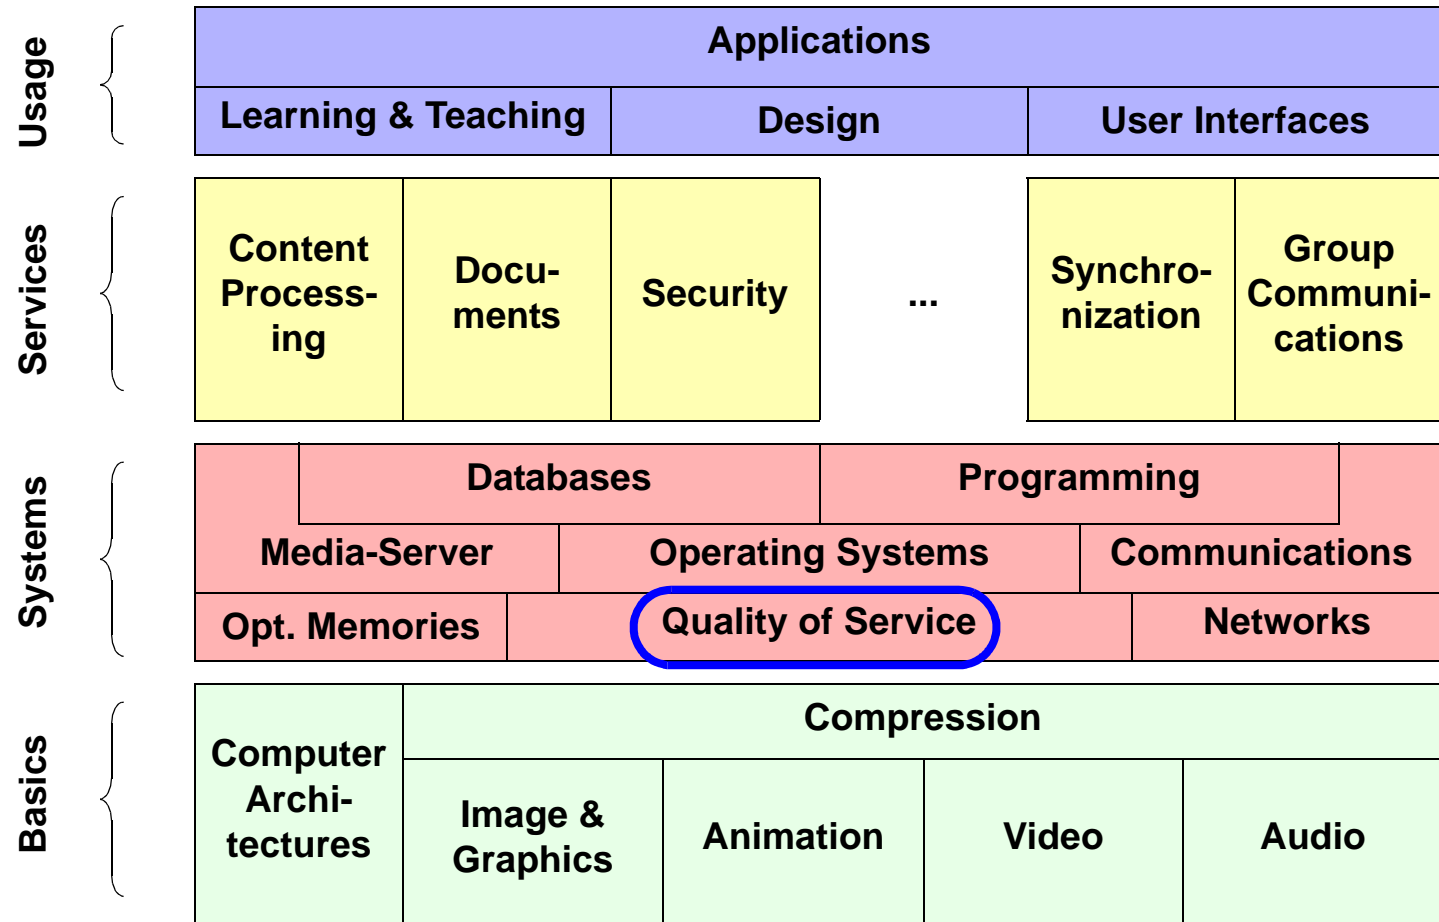 Usage
Applications
Learning & Teaching
Design
User Interfaces
Services
Content
Process-
ing
Docu-
ments
Security
...
Synchro-
nization
Group
Communi-
cations
Systems
Databases
Programming
Media-Server
Operating Systems
Communications
Opt. Memories
Quality of Service
Networks
Basics
Computer
Archi-
tectures
Compression
Image &
Graphics
Animation
Video
Audio